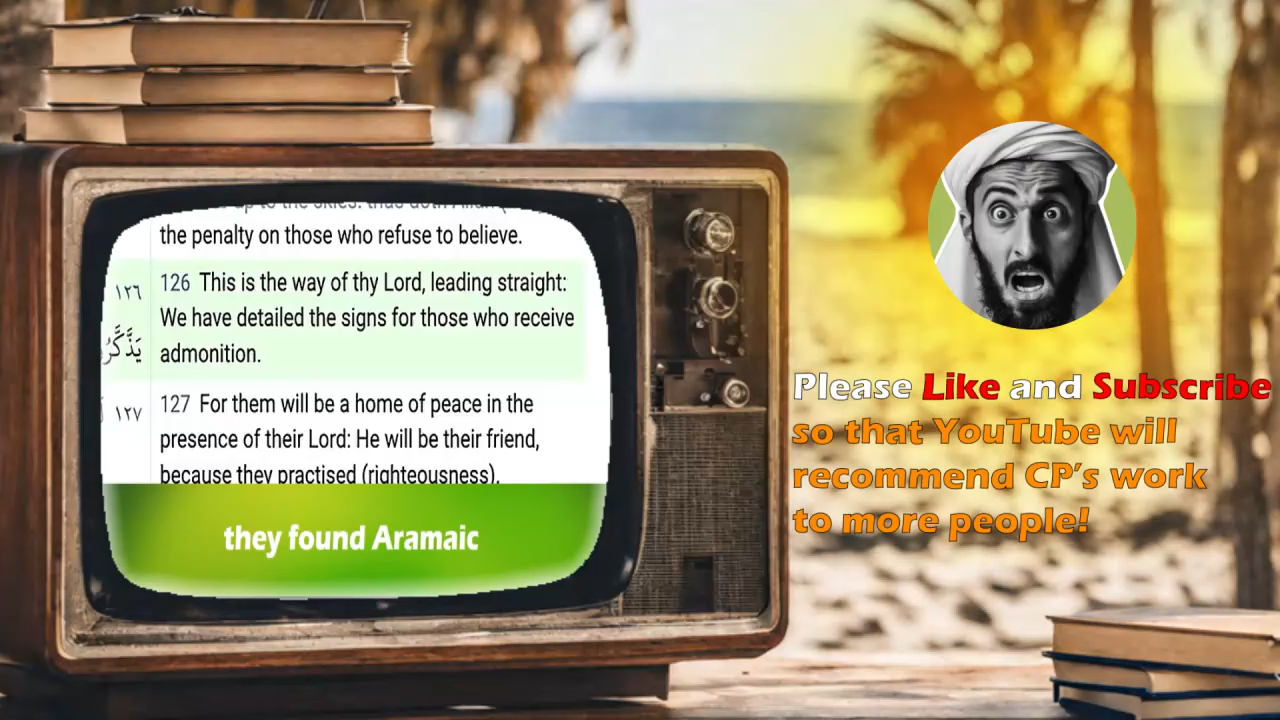 the penalty on those who refuse to believe.
١٢٦ 126 This is the way of thy Lord, leading straight:
We have detailed the signs for those who receive
admonition.
١٢٧ 127 For them will be a home of peace in the
presence of their Lord: He will be their friend,
because they practised (righteousness).
they found Aramaic
Please Like and Subscribe
so that YouTube will
recommend CP's work
to more people!